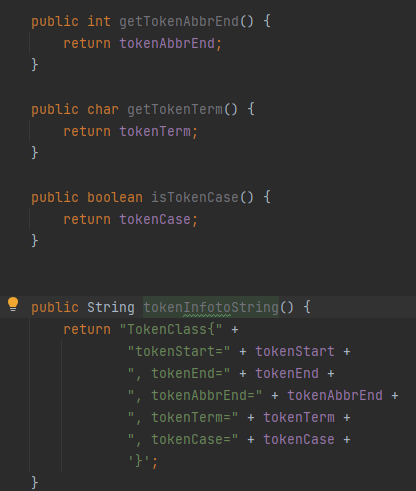 public int getTokenAbbrEnd() {
    return tokenAbbrEnd;
}
public char getTokenTerm() {
    return tokenTerm;
}
public boolean isTokenCase() {
    return tokenCase;
}
public String tokenInfotoString() {
    return "TokenClass{" +
            "tokenStart=" + tokenStart +
            ", tokenEnd=" + tokenEnd +
            ", tokenAbbrEnd=" + tokenAbbrEnd +
            ", tokenTerm=" + tokenTerm +
            ", tokenCase=" + tokenCase +
            '}';
}